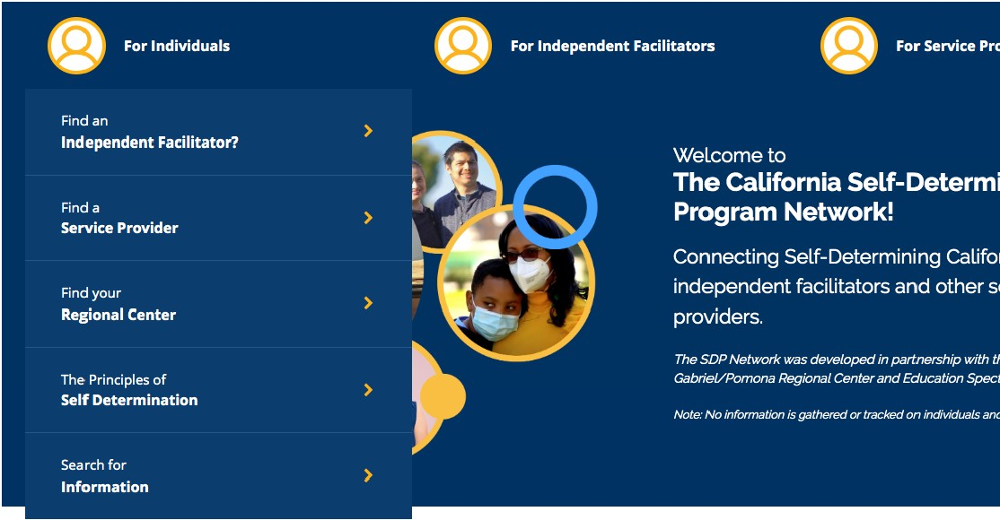 For Individuals
For Independent Facilitators
For Service Pro
Find an
Independent Facilitator?
Find a
Service Provider
Find your
Regional Center
The Principles of
Self Determination
Search for
Information
Welcome to
The California Self-Determi
Program Network!
Connecting Self-Determining Califor
independent facilitators and other s
providers.
The SDP Network was developed in partnership with th
Gabriel/Pomona Regional Center and Education Spect
Note: No information is gathered or tracked on individuals and